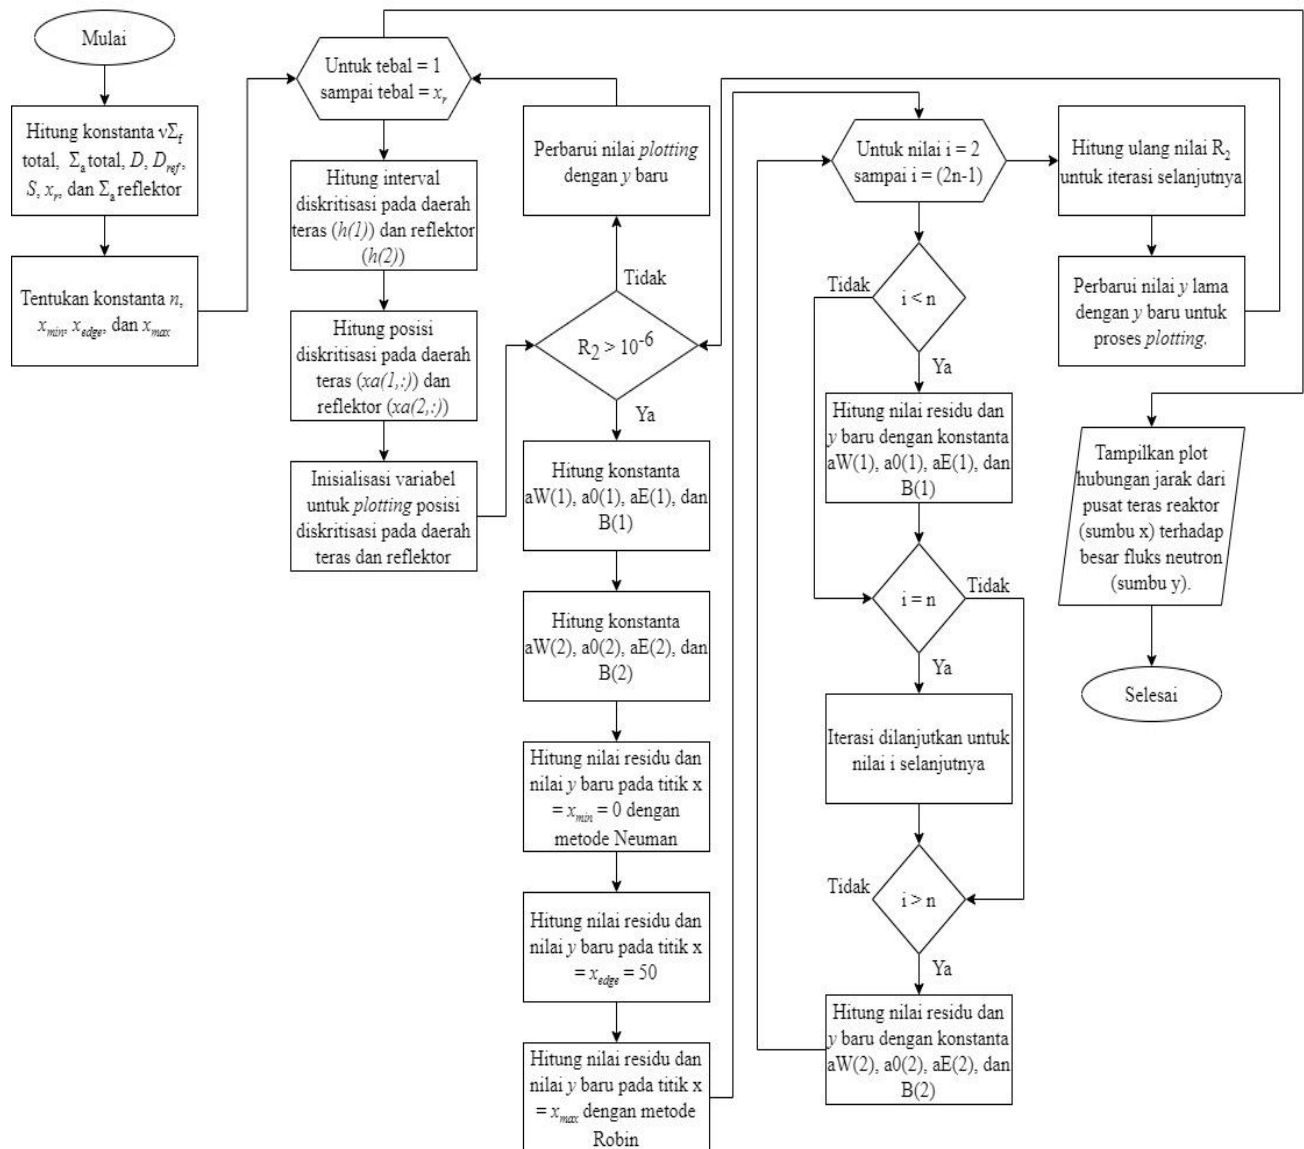 Mulai
Hitung konstanta vΣf
total, Σa total, D, Dref,
S, xr, dan Σa reflektor
Tentukan konstanta n,
xmin, xedge, dan xmax
Untuk tebal = 1
sampai tebal = xr
Hitung interval
diskritisasi pada daerah
teras (h(1)) dan reflektor
(h(2))
Hitung posisi
diskritisasi pada daerah
teras (xa(1,:)) dan
reflektor (xa(2,:))
Inisialisasi variabel
untuk plotting posisi
diskritisasi pada daerah
teras dan reflektor
Perbarui nilai plotting
dengan y baru
Tidak
R2 > 10-6
Ya
Hitung konstanta
aW(1), a0(1), aE(1), dan
B(1)
Hitung konstanta
aW(2), a0(2), aE(2), dan
B(2)
Hitung nilai residu dan
nilai y baru pada titik x
= xmin = 0 dengan
metode Neuman
Hitung nilai residu dan
nilai y baru pada titik x
= xedge = 50
Hitung nilai residu dan
nilai y baru pada titik x
= xmax dengan metode
Robin
Untuk nilai i = 2
sampai i = (2n-1)
Tidak
i < n
Ya
Hitung nilai residu dan
y baru dengan konstanta
aW(1), a0(1), aE(1), dan
B(1)
i = n
Tidak
Ya
Iterasi dilanjutkan untuk
nilai i selanjutnya
Tidak
i > n
Ya
Hitung nilai residu dan
y baru dengan konstanta
aW(2), a0(2), aE(2), dan
B(2)
Hitung ulang nilai R2
untuk iterasi selanjutnya
Perbarui nilai y lama
dengan y baru untuk
proses plotting.
Tampilkan plot
hubungan jarak dari
pusat teras reaktor
(sumbu x) terhadap
besar fluks neutron
(sumbu y).
Selesai